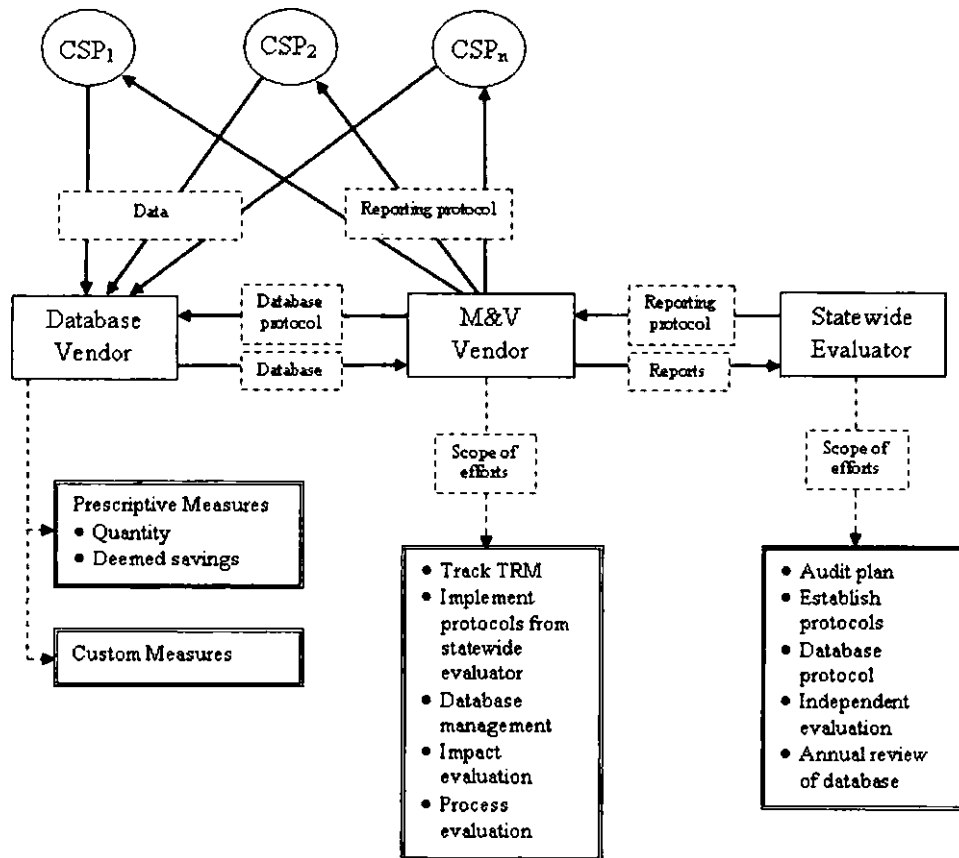 CSP₁
CSP₂
CSPₙ
Data
Reporting protocol
Database
Vendor
Database
protocol
Database
M&V
Vendor
Reporting
protocol
Reports
Statewide
Evaluator
Scope of
efforts
Scope of
efforts
Prescriptive Measures
• Quantity
• Deemed savings
Custom Measures
• Track TRM
• Implement
protocols from
statewide
evaluator
• Database
management
• Impact
evaluation
• Process
evaluation
• Audit plan
• Establish
protocols
• Database
protocol
• Independent
evaluation
• Annual review
of database